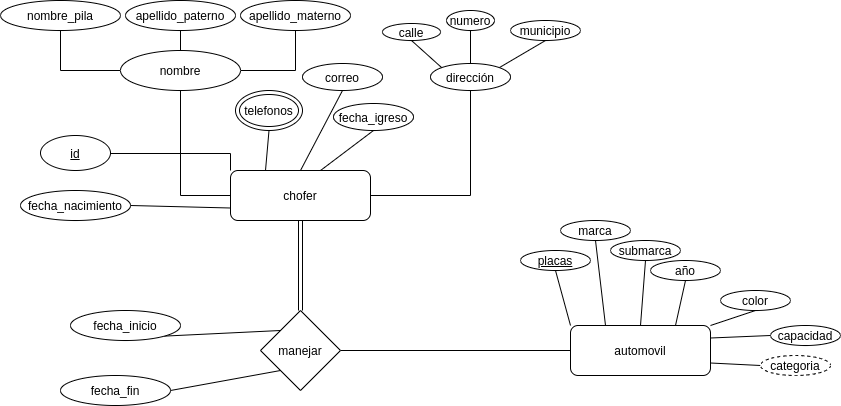 nombre_pila
apellido_paterno
apellido_materno
nombre
calle
numero
municipio
dirección
correo
telefonos
fecha_igreso
id
fecha_nacimiento
chofer
marca
submarca
placas
año
color
capacidad
categoria
automovil
fecha_inicio
manejar
fecha_fin